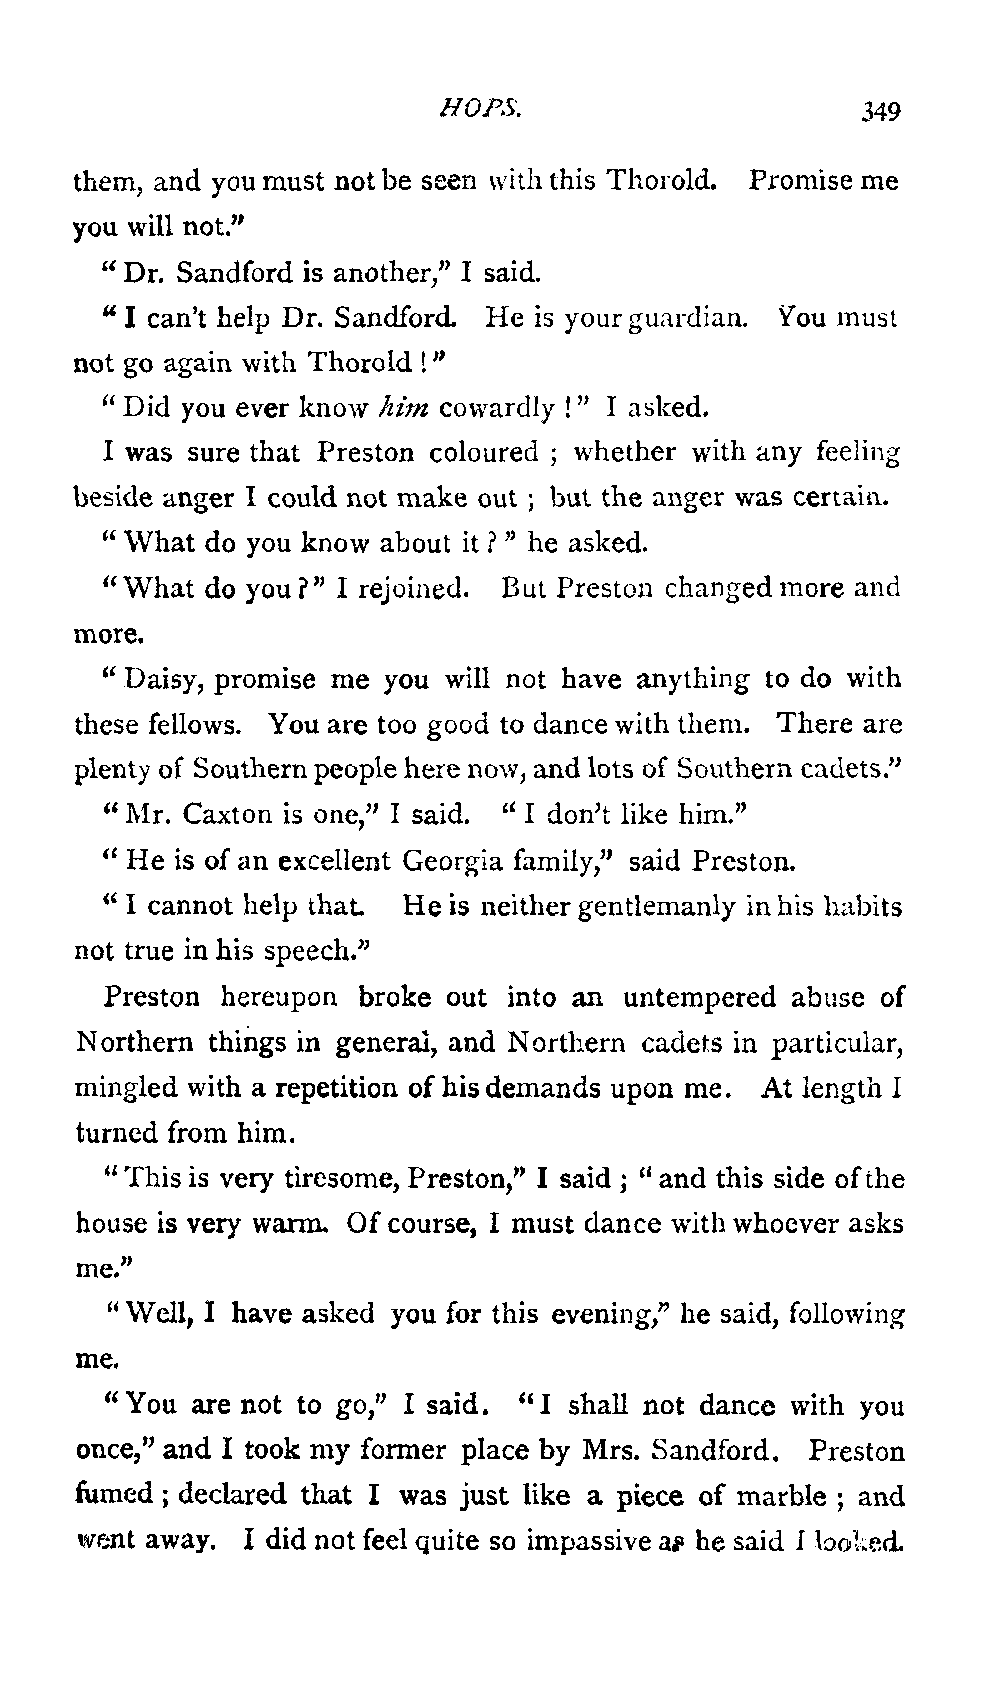 HOPS. 349
them, and you must not be seen with this Thorold. Promise me
you will not."
"Dr. Sandford is another," I said.
"I can't help Dr. Sandford. He is your guardian. You must
not go again with Thorold!"
"Did you ever know him cowardly!" I asked.
I was sure that Preston coloured; whether with any feeling
beside anger I could not make out; but the anger was certain.
"What do you know about it?" he asked.
"What do you?" I rejoined. But Preston changed more and
more.
"Daisy, promise me you will not have anything to do with
these fellows. You are too good to dance with them. There are
plenty of Southern people here now, and lots of Southern cadets."
"Mr. Caxton is one," I said. "I don't like him."
"He is of an excellent Georgia family," said Preston.
"I cannot help that. He is neither gentlemanly in his habits
not true in his speech."
Preston hereupon broke out into an untempered abuse of
Northern things in general, and Northern cadets in particular,
mingled with a repetition of his demands upon me. At length I
turned from him.
"This is very tiresome, Preston," I said; "and this side of the
house is very warm. Of course, I must dance with whoever asks
me."
"Well, I have asked you for this evening," he said, following
me.
"You are not to go," I said. "I shall not dance with you
once," and I took my former place by Mrs. Sandford. Preston
fumed; declared that I was just like a piece of marble; and
went away. I did not feel quite so impassive as he said I looked.